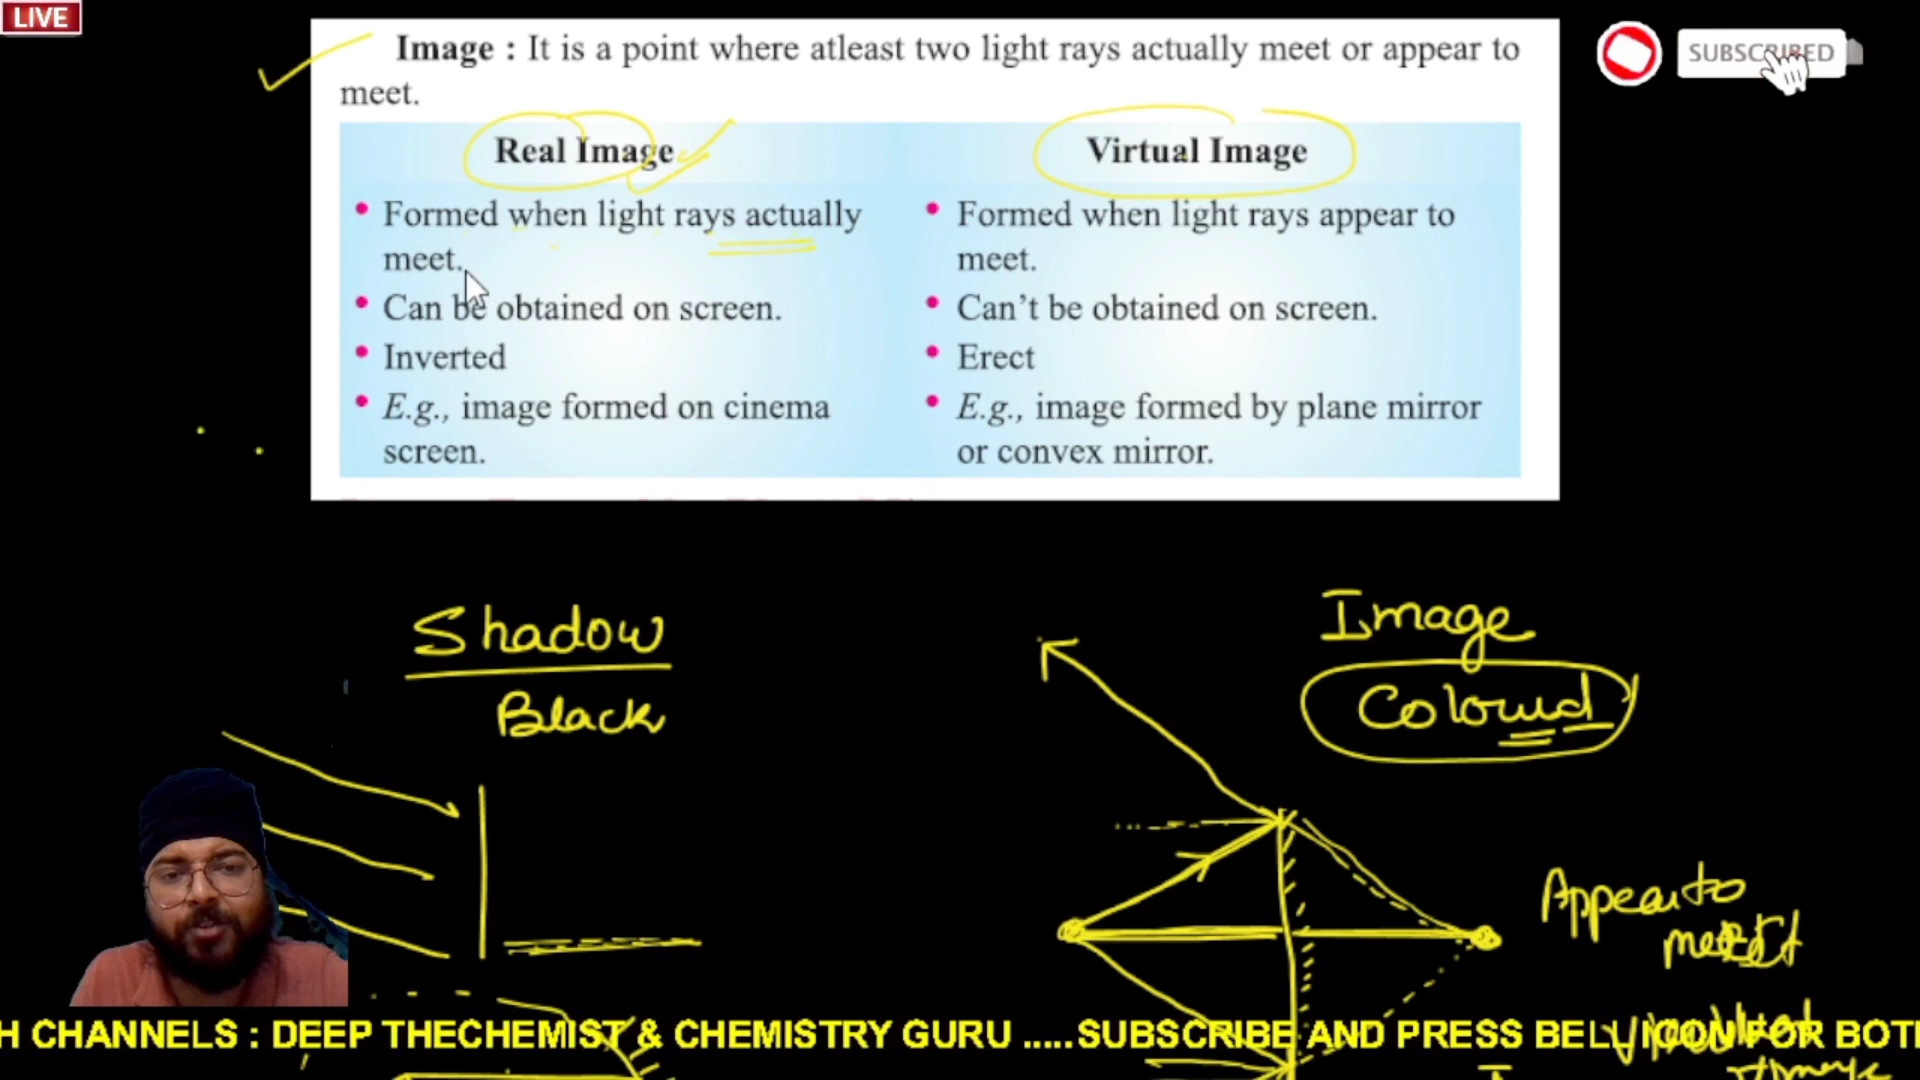 LIVE
Image : It is a point where atleast two light rays actually meet or appear to
meet.
SUBSCRIBED
Real Image
Virtual Image
• Formed when light rays actually
meet.
• Can be obtained on screen.
• Inverted
• E.g., image formed on cinema
screen.
• Formed when light rays appear to
meet.
• Can't be obtained on screen.
• Erect
• E.g., image formed by plane mirror
or convex mirror.
Shadow
Black
Image
Coloured
Appear to
meet
H CHANNELS : DEEP THECHEMIST & CHEMISTRY GURU .....SUBSCRIBE AND PRESS BELL ICON FOR BOT